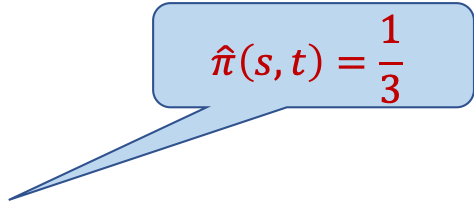 π̂(s, t) = 1/3